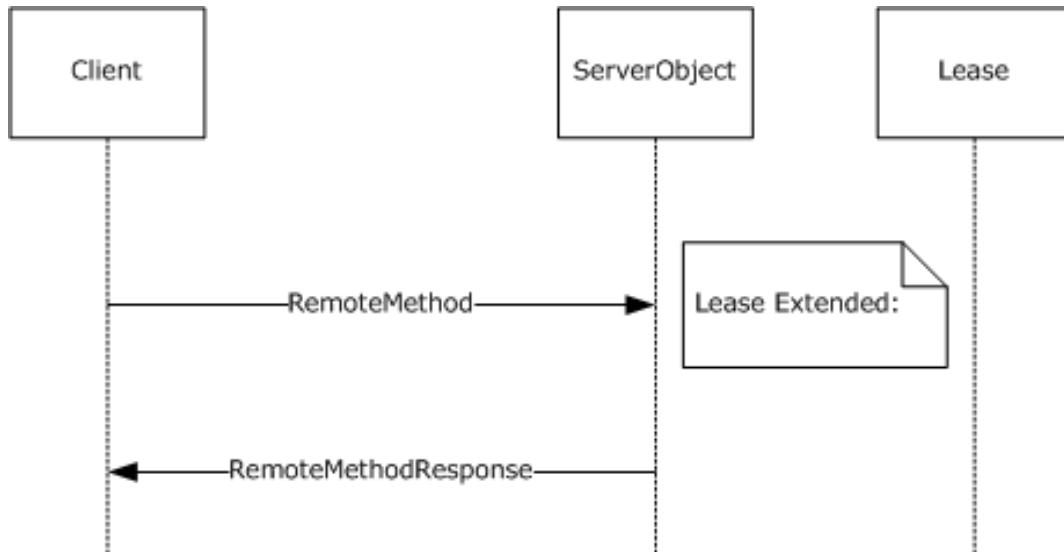 Client
ServerObject
Lease
RemoteMethod
Lease Extended:
RemoteMethodResponse